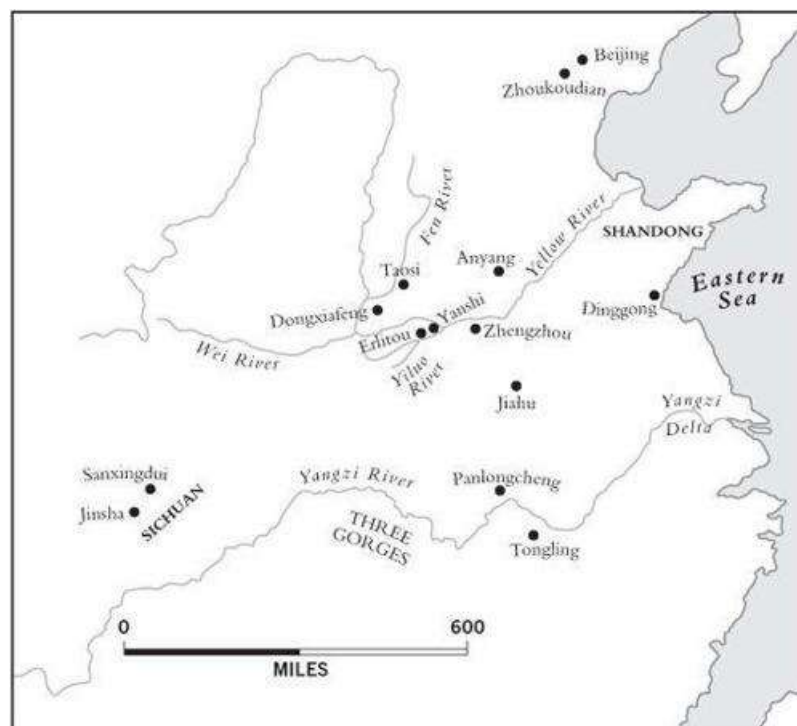 Beijing
Zhoukoudian
Fen River
Yellow River
SHANDONG
Taosi
Anyang
Eastern
Sea
Dongxiafeng
Yanshi
Dinggong
Erlitou
Zhengzhou
Wei River
Yiluo
River
Jiahu
Yangzi
Delta
Sanxingdui
Yangzi River
Panlongcheng
Jinsha
SICHUAN
THREE
GORGES
Tongling
0
600
MILES